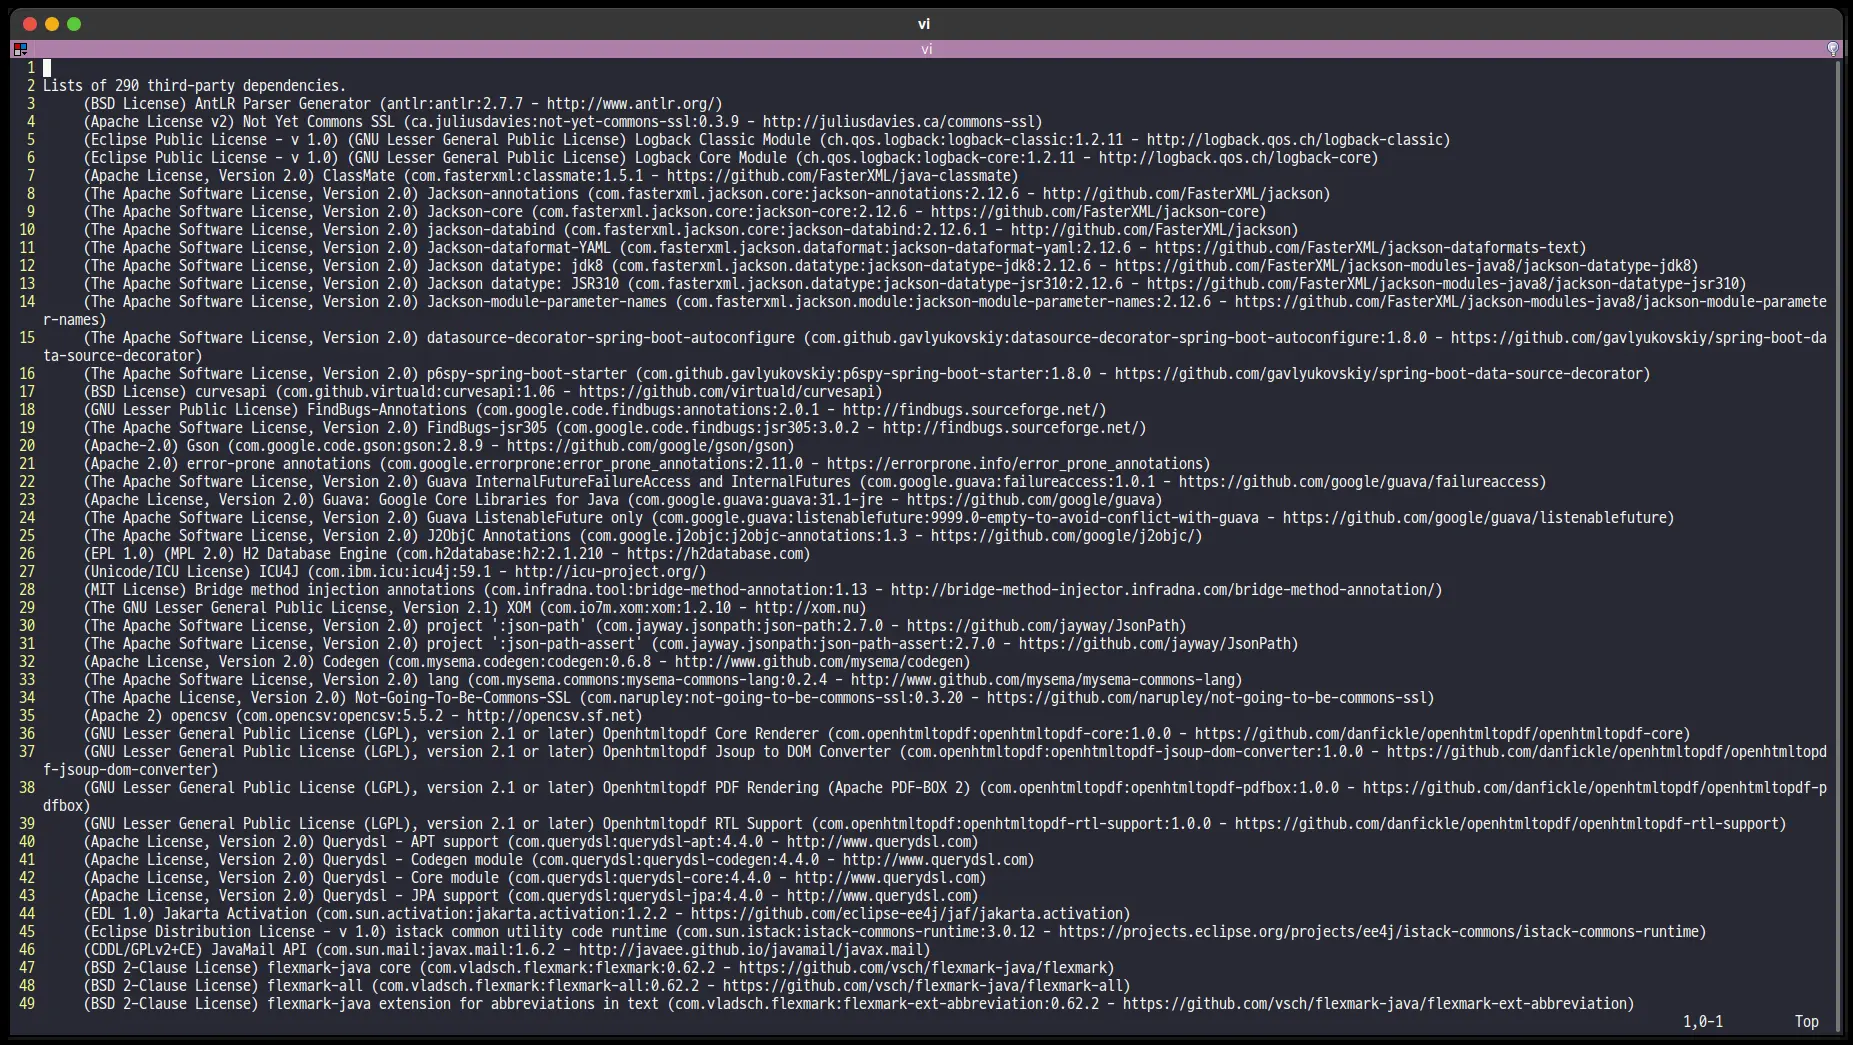 vi
vi
1
2 Lists of 290 third-party dependencies.
3      (BSD License) AntLR Parser Generator (antlr:antlr:2.7.7 - http://www.antlr.org/)
4      (Apache License v2) Not Yet Commons SSL (ca.juliusdavies:not-yet-commons-ssl:0.3.9 - http://juliusdavies.ca/commons-ssl)
5      (Eclipse Public License - v 1.0) (GNU Lesser General Public License) Logback Classic Module (ch.qos.logback:logback-classic:1.2.11 - http://logback.qos.ch/logback-classic)
6      (Eclipse Public License - v 1.0) (GNU Lesser General Public License) Logback Core Module (ch.qos.logback:logback-core:1.2.11 - http://logback.qos.ch/logback-core)
7      (Apache License, Version 2.0) ClassMate (com.fasterxml:classmate:1.5.1 - https://github.com/FasterXML/java-classmate)
8      (The Apache Software License, Version 2.0) Jackson-annotations (com.fasterxml.jackson.core:jackson-annotations:2.12.6 - http://github.com/FasterXML/jackson)
9      (The Apache Software License, Version 2.0) Jackson-core (com.fasterxml.jackson.core:jackson-core:2.12.6 - https://github.com/FasterXML/jackson-core)
10      (The Apache Software License, Version 2.0) jackson-databind (com.fasterxml.jackson.core:jackson-databind:2.12.6.1 - http://github.com/FasterXML/jackson)
11      (The Apache Software License, Version 2.0) Jackson-dataformat-YAML (com.fasterxml.jackson.dataformat:jackson-dataformat-yaml:2.12.6 - https://github.com/FasterXML/jackson-dataformats-text)
12      (The Apache Software License, Version 2.0) Jackson datatype: jdk8 (com.fasterxml.jackson.datatype:jackson-datatype-jdk8:2.12.6 - https://github.com/FasterXML/jackson-modules-java8/jackson-datatype-jdk8)
13      (The Apache Software License, Version 2.0) Jackson datatype: JSR310 (com.fasterxml.jackson.datatype:jackson-datatype-jsr310:2.12.6 - https://github.com/FasterXML/jackson-modules-java8/jackson-datatype-jsr310)
14      (The Apache Software License, Version 2.0) Jackson-module-parameter-names (com.fasterxml.jackson.module:jackson-module-parameter-names:2.12.6 - https://github.com/FasterXML/jackson-modules-java8/jackson-module-paramete
r-names)
15      (The Apache Software License, Version 2.0) datasource-decorator-spring-boot-autoconfigure (com.github.gavlyukovskiy:datasource-decorator-spring-boot-autoconfigure:1.8.0 - https://github.com/gavlyukovskiy/spring-boot-da
ta-source-decorator)
16      (The Apache Software License, Version 2.0) p6spy-spring-boot-starter (com.github.gavlyukovskiy:p6spy-spring-boot-starter:1.8.0 - https://github.com/gavlyukovskiy/spring-boot-data-source-decorator)
17      (BSD License) curvesapi (com.github.virtuald:curvesapi:1.06 - https://github.com/virtuald/curvesapi)
18      (GNU Lesser Public License) FindBugs-Annotations (com.google.code.findbugs:annotations:2.0.1 - http://findbugs.sourceforge.net/)
19      (The Apache Software License, Version 2.0) FindBugs-jsr305 (com.google.code.findbugs:jsr305:3.0.2 - http://findbugs.sourceforge.net/)
20      (Apache-2.0) Gson (com.google.code.gson:gson:2.8.9 - https://github.com/google/gson/gson)
21      (Apache 2.0) error-prone annotations (com.google.errorprone:error_prone_annotations:2.11.0 - https://errorprone.info/error_prone_annotations)
22      (The Apache Software License, Version 2.0) Guava InternalFutureFailureAccess and InternalFutures (com.google.guava:failureaccess:1.0.1 - https://github.com/google/guava/failureaccess)
23      (Apache License, Version 2.0) Guava: Google Core Libraries for Java (com.google.guava:guava:31.1-jre - https://github.com/google/guava)
24      (The Apache Software License, Version 2.0) Guava ListenableFuture only (com.google.guava:listenablefuture:9999.0-empty-to-avoid-conflict-with-guava - https://github.com/google/guava/listenablefuture)
25      (The Apache Software License, Version 2.0) J2ObjC Annotations (com.google.j2objc:j2objc-annotations:1.3 - https://github.com/google/j2objc/)
26      (EPL 1.0) (MPL 2.0) H2 Database Engine (com.h2database:h2:2.1.210 - https://h2database.com)
27      (Unicode/ICU License) ICU4J (com.ibm.icu:icu4j:59.1 - http://icu-project.org/)
28      (MIT License) Bridge method injection annotations (com.infradna.tool:bridge-method-annotation:1.13 - http://bridge-method-injector.infradna.com/bridge-method-annotation/)
29      (The GNU Lesser General Public License, Version 2.1) XOM (com.io7m.xom:xom:1.2.10 - http://xom.nu)
30      (The Apache Software License, Version 2.0) project ':json-path' (com.jayway.jsonpath:json-path:2.7.0 - https://github.com/jayway/JsonPath)
31      (The Apache Software License, Version 2.0) project ':json-path-assert' (com.jayway.jsonpath:json-path-assert:2.7.0 - https://github.com/jayway/JsonPath)
32      (Apache License, Version 2.0) Codegen (com.mysema.codegen:codegen:0.6.8 - http://www.github.com/mysema/codegen)
33      (The Apache Software License, Version 2.0) lang (com.mysema.commons:mysema-commons-lang:0.2.4 - http://www.github.com/mysema/mysema-commons-lang)
34      (The Apache License, Version 2.0) Not-Going-To-Be-Commons-SSL (com.narupley:not-going-to-be-commons-ssl:0.3.20 - https://github.com/narupley/not-going-to-be-commons-ssl)
35      (Apache 2) opencsv (com.opencsv:opencsv:5.5.2 - http://opencsv.sf.net)
36      (GNU Lesser General Public License (LGPL), version 2.1 or later) Openhtmltopdf Core Renderer (com.openhtmltopdf:openhtmltopdf-core:1.0.0 - https://github.com/danfickle/openhtmltopdf/openhtmltopdf-core)
37      (GNU Lesser General Public License (LGPL), version 2.1 or later) Openhtmltopdf Jsoup to DOM Converter (com.openhtmltopdf:openhtmltopdf-jsoup-dom-converter:1.0.0 - https://github.com/danfickle/openhtmltopdf/openhtmltopd
f-jsoup-dom-converter)
38      (GNU Lesser General Public License (LGPL), version 2.1 or later) Openhtmltopdf PDF Rendering (Apache PDF-BOX 2) (com.openhtmltopdf:openhtmltopdf-pdfbox:1.0.0 - https://github.com/danfickle/openhtmltopdf/openhtmltopdf-p
dfbox)
39      (GNU Lesser General Public License (LGPL), version 2.1 or later) Openhtmltopdf RTL Support (com.openhtmltopdf:openhtmltopdf-rtl-support:1.0.0 - https://github.com/danfickle/openhtmltopdf/openhtmltopdf-rtl-support)
40      (Apache License, Version 2.0) Querydsl - APT support (com.querydsl:querydsl-apt:4.4.0 - http://www.querydsl.com)
41      (Apache License, Version 2.0) Querydsl - Codegen module (com.querydsl:querydsl-codegen:4.4.0 - http://www.querydsl.com)
42      (Apache License, Version 2.0) Querydsl - Core module (com.querydsl:querydsl-core:4.4.0 - http://www.querydsl.com)
43      (Apache License, Version 2.0) Querydsl - JPA support (com.querydsl:querydsl-jpa:4.4.0 - http://www.querydsl.com)
44      (EDL 1.0) Jakarta Activation (com.sun.activation:jakarta.activation:1.2.2 - https://github.com/eclipse-ee4j/jaf/jakarta.activation)
45      (Eclipse Distribution License - v 1.0) istack common utility code runtime (com.sun.istack:istack-commons-runtime:3.0.12 - https://projects.eclipse.org/projects/ee4j/istack-commons/istack-commons-runtime)
46      (CDDL/GPLv2+CE) JavaMail API (com.sun.mail:javax.mail:1.6.2 - http://javaee.github.io/javamail/javax.mail)
47      (BSD 2-Clause License) flexmark-java core (com.vladsch.flexmark:flexmark:0.62.2 - https://github.com/vsch/flexmark-java/flexmark)
48      (BSD 2-Clause License) flexmark-all (com.vladsch.flexmark:flexmark-all:0.62.2 - https://github.com/vsch/flexmark-java/flexmark-all)
49      (BSD 2-Clause License) flexmark-java extension for abbreviations in text (com.vladsch.flexmark:flexmark-ext-abbreviation:0.62.2 - https://github.com/vsch/flexmark-java/flexmark-ext-abbreviation)
1,0-1 Top